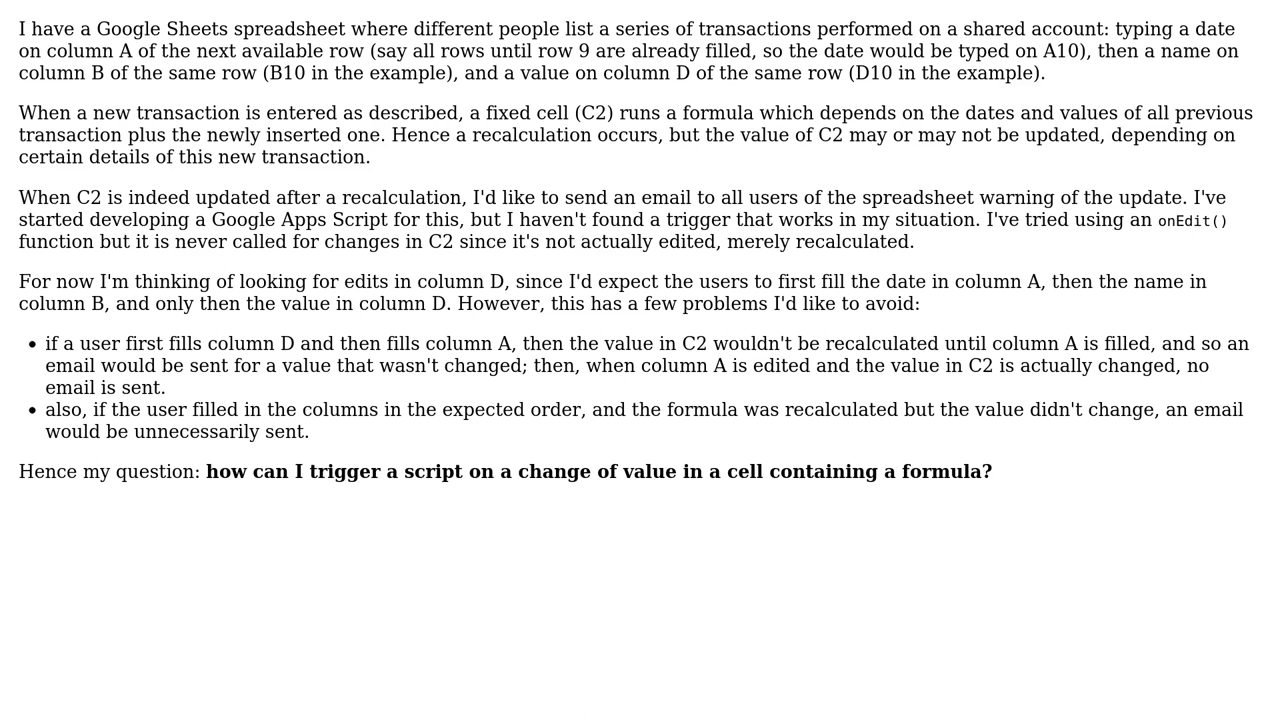 I have a Google Sheets spreadsheet where different people list a series of transactions performed on a shared account: typing a date
on column A of the next available row (say all rows until row 9 are already filled, so the date would be typed on A10), then a name on
column B of the same row (B10 in the example), and a value on column D of the same row (D10 in the example).
When a new transaction is entered as described, a fixed cell (C2) runs a formula which depends on the dates and values of all previous
transaction plus the newly inserted one. Hence a recalculation occurs, but the value of C2 may or may not be updated, depending on
certain details of this new transaction.
When C2 is indeed updated after a recalculation, I'd like to send an email to all users of the spreadsheet warning of the update. I've
started developing a Google Apps Script for this, but I haven't found a trigger that works in my situation. I've tried using an onEdit()
function but it is never called for changes in C2 since it's not actually edited, merely recalculated.
For now I'm thinking of looking for edits in column D, since I'd expect the users to first fill the date in column A, then the name in
column B, and only then the value in column D. However, this has a few problems I'd like to avoid:
• if a user first fills column D and then fills column A, then the value in C2 wouldn't be recalculated until column A is filled, and so an
email would be sent for a value that wasn't changed; then, when column A is edited and the value in C2 is actually changed, no
email is sent.
• also, if the user filled in the columns in the expected order, and the formula was recalculated but the value didn't change, an email
would be unnecessarily sent.
Hence my question: how can I trigger a script on a change of value in a cell containing a formula?